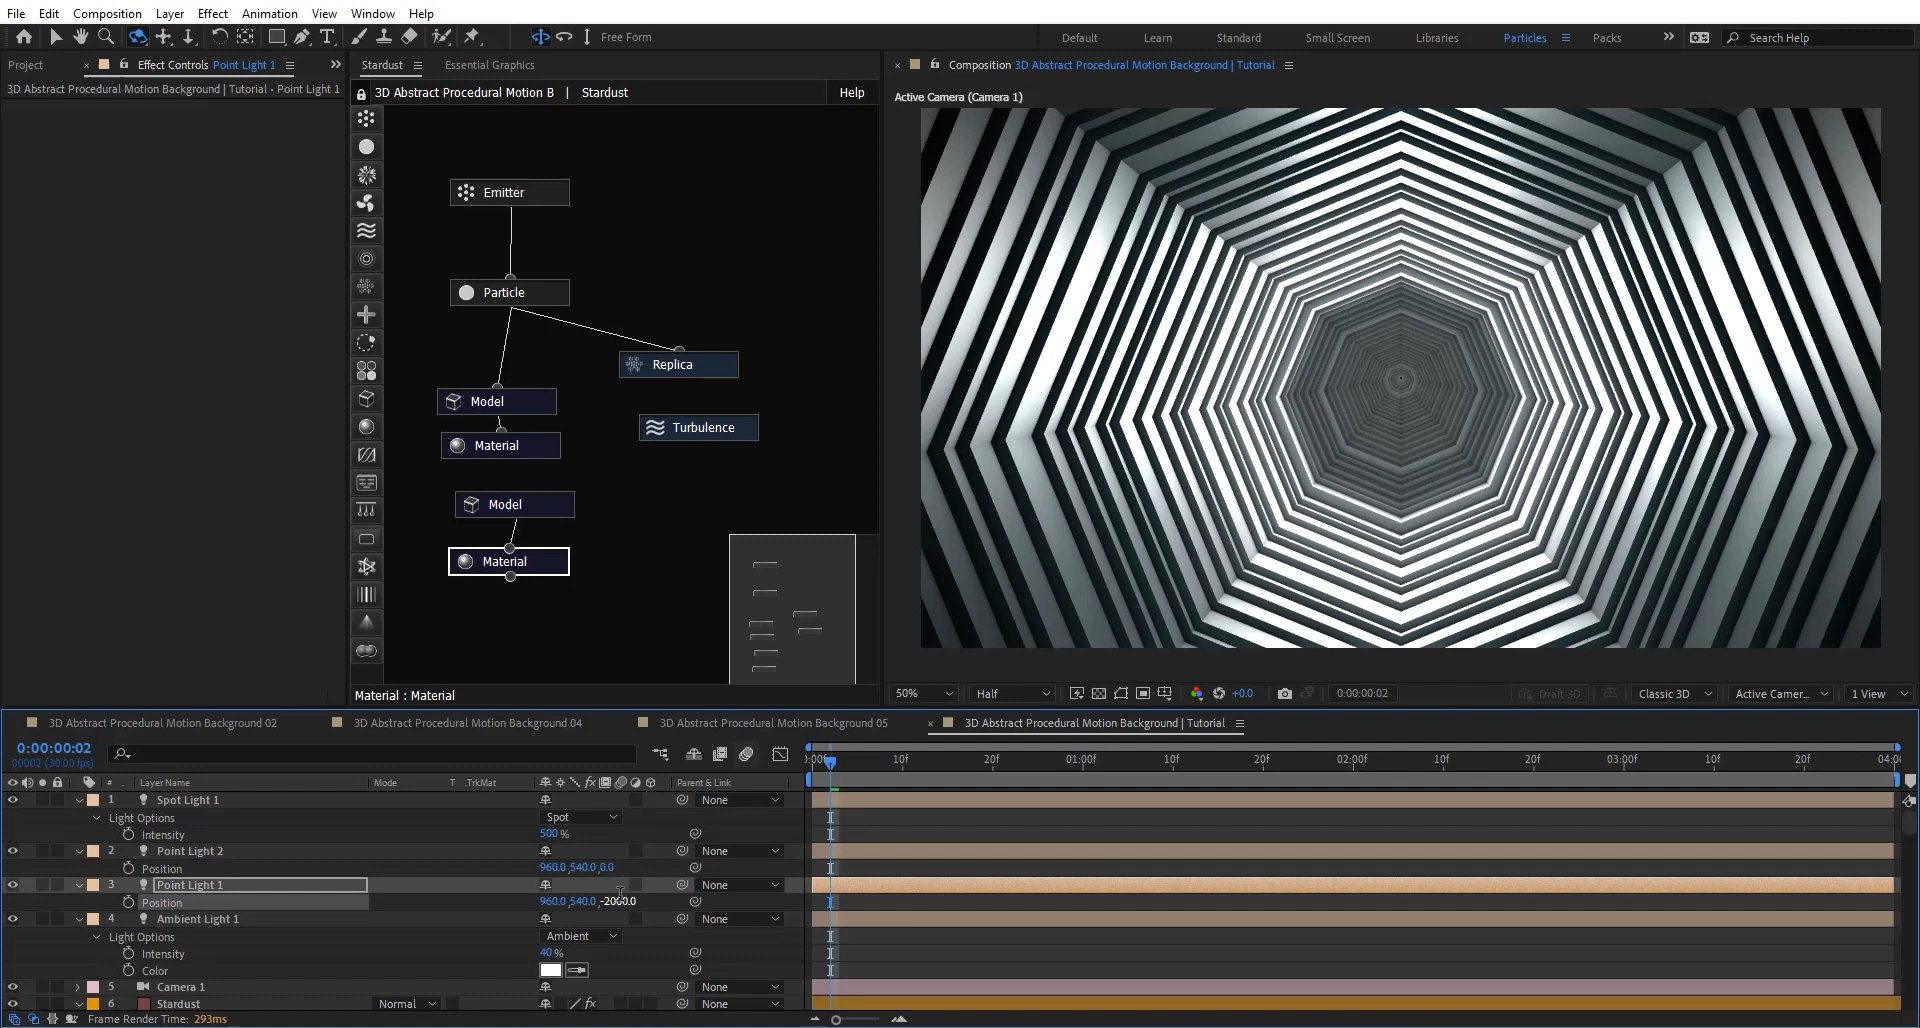 File Edit Composition Layer Effect Animation View Window Help
Free Form
Default Learn Standard Small Screen Libraries Particles Packs Search Help
Project
Effect Controls Point Light 1
3D Abstract Procedural Motion Background | Tutorial • Point Light 1
Stardust
Essential Graphics
3D Abstract Procedural Motion B | Stardust
Help
Emitter
Particle
Replica
Model
Turbulence
Material
Model
Material
Material : Material
Composition 3D Abstract Procedural Motion Background | Tutorial
Active Camera (Camera 1)
50% Half +0.0 0:00:00:02 Draft 3D Classic 3D Active Camer... 1 View
3D Abstract Procedural Motion Background 02
3D Abstract Procedural Motion Background 04
3D Abstract Procedural Motion Background 05
3D Abstract Procedural Motion Background | Tutorial
0:00:00:02
00002 (30.00 fps)
# Layer Name Mode T .TrkMat fx Parent & Link
:00f 10f 20f 01:00f 10f 20f 02:00f 10f 20f 03:00f 10f 20f 04:00
1 Spot Light 1 None
Light Options Spot
Intensity 500 %
2 Point Light 2 None
Position 960.0,540.0,0.0
3 Point Light 1 None
Position 960.0,540.0,-2000.0
4 Ambient Light 1 None
Light Options Ambient
Intensity 40 %
Color
5 Camera 1 None
6 Stardust Normal fx None
Frame Render Time: 293ms